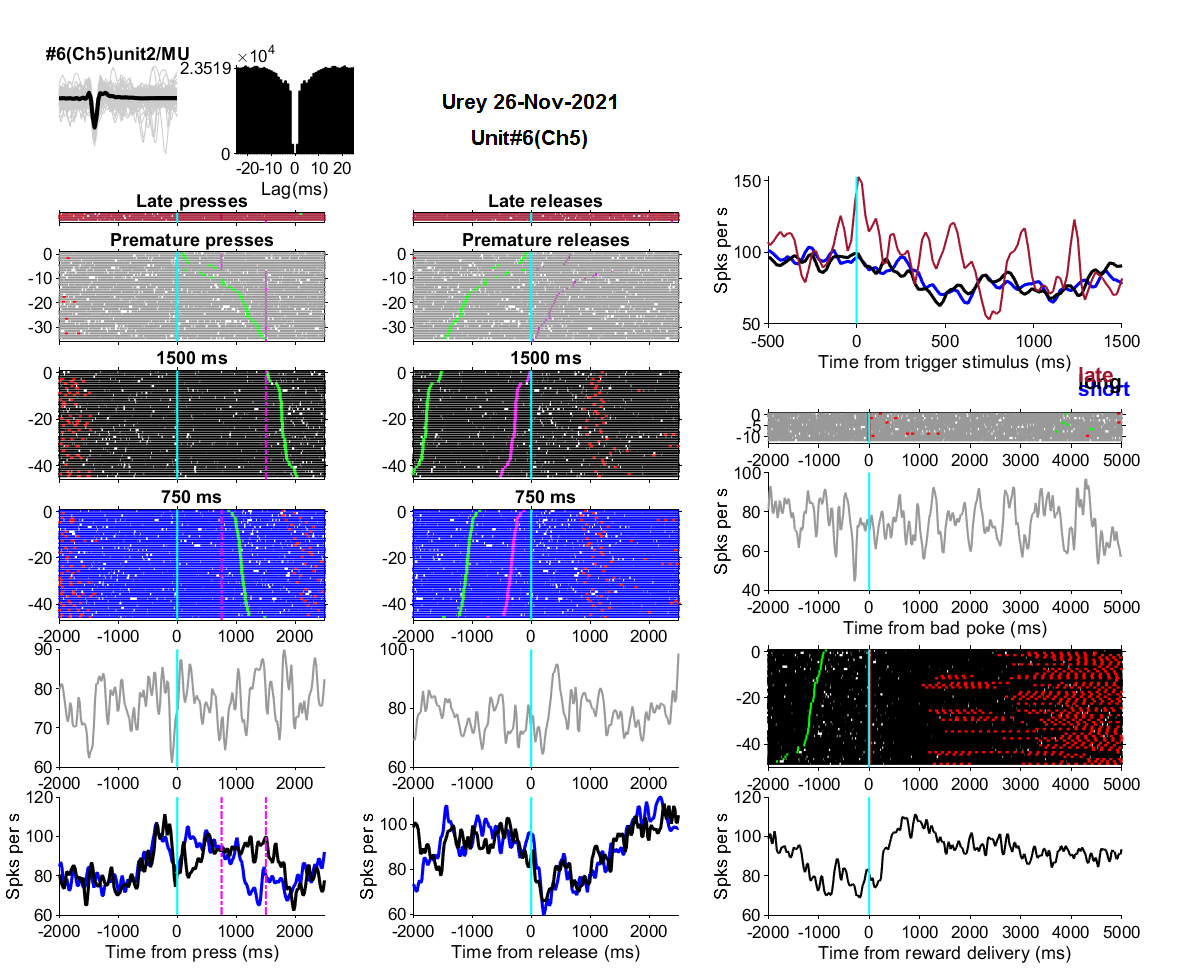 #6(Ch5)unit2/MU
2.3519 ×10⁴
0
-20 -10 0 10 20
Lag(ms)
Urey 26-Nov-2021
Unit#6(Ch5)
Late presses
Premature presses
0
-10
-20
-30
1500 ms
0
-20
-40
750 ms
0
-20
-40
-2000 -1000 0 1000 2000
90
80
70
60
120
100
80
60
Spks per s
-2000 -1000 0 1000 2000
Time from press (ms)
Late releases
Premature releases
0
-10
-20
-30
1500 ms
0
-20
-40
750 ms
0
-20
-40
-2000 -1000 0 1000 2000
100
80
60
120
100
80
60
Spks per s
-2000 -1000 0 1000 2000
Time from release (ms)
150
100
50
Spks per s
-500 0 500 1000 1500
Time from trigger stimulus (ms)
late
long
short
0
-5
-10
-2000 -1000 0 1000 2000 3000 4000 5000
100
80
60
40
Spks per s
-2000 -1000 0 1000 2000 3000 4000 5000
Time from bad poke (ms)
0
-20
-40
-2000 -1000 0 1000 2000 3000 4000 5000
120
100
80
60
Spks per s
-2000 -1000 0 1000 2000 3000 4000 5000
Time from reward delivery (ms)